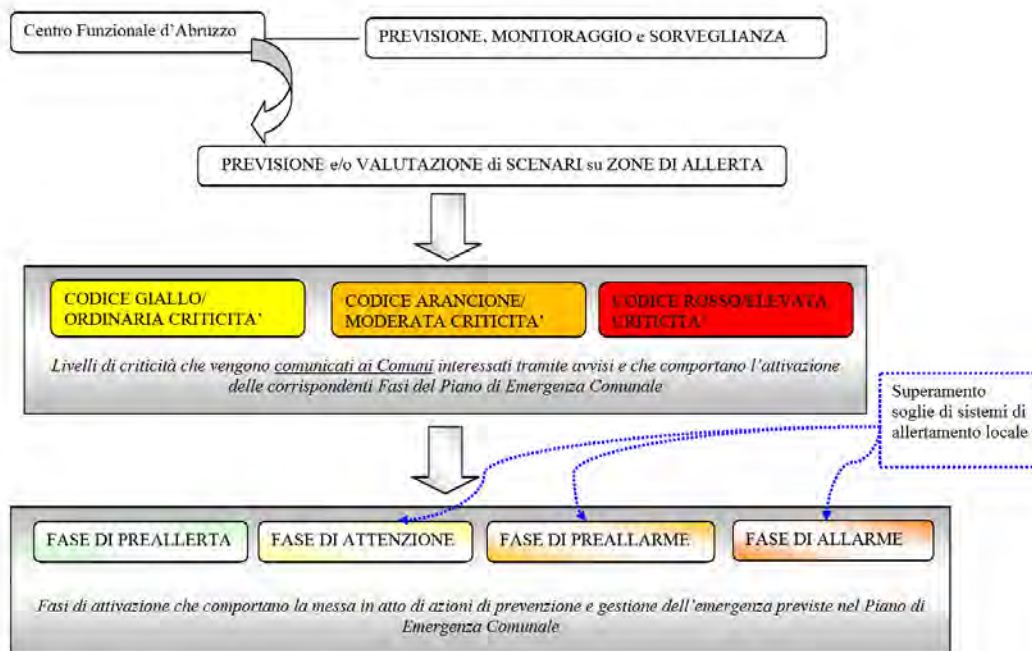 Centro Funzionale d'Abruzzo
PREVISIONE, MONITORAGGIO e SORVEGLIANZA
PREVISIONE e/o VALUTAZIONE di SCENARI su ZONE DI ALLERTA
CODICE GIALLO/
ORDINARIA CRITICITA'
CODICE ARANCIONE/
MODERATA CRITICITA'
CODICE ROSSO/ELEVATA
CRITICITA'
Livelli di criticità che vengono comunicati ai Comuni interessati tramite avvisi e che comportano l'attivazione
delle corrispondenti Fasi del Piano di Emergenza Comunale
Superamento
soglie di sistemi di
allertamento locale
FASE DI PREALLERTA
FASE DI ATTENZIONE
FASE DI PREALLARME
FASE DI ALLARME
Fasi di attivazione che comportano la messa in atto di azioni di prevenzione e gestione dell'emergenza previste nel Piano di
Emergenza Comunale